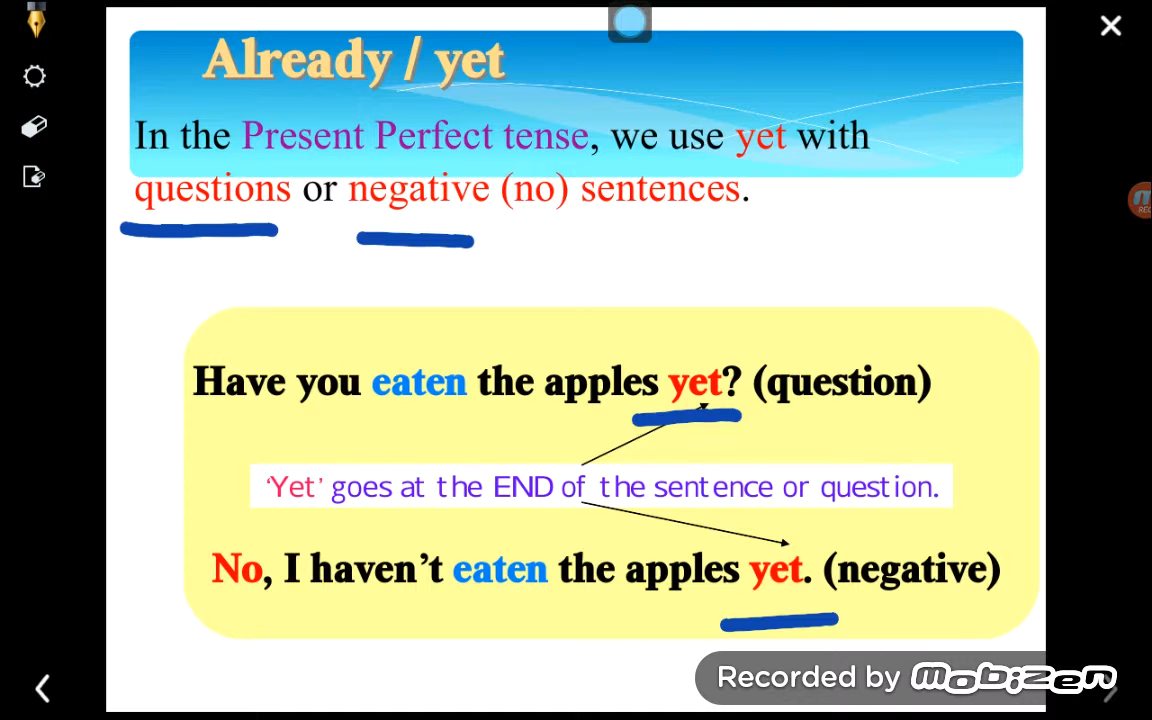 Already / yet
In the Present Perfect tense, we use yet with
questions or negative (no) sentences.
Have you eaten the apples yet? (question)
‘Yet’ goes at the END of the sentence or question.
No, I haven’t eaten the apples yet. (negative)
Recorded by mobizen